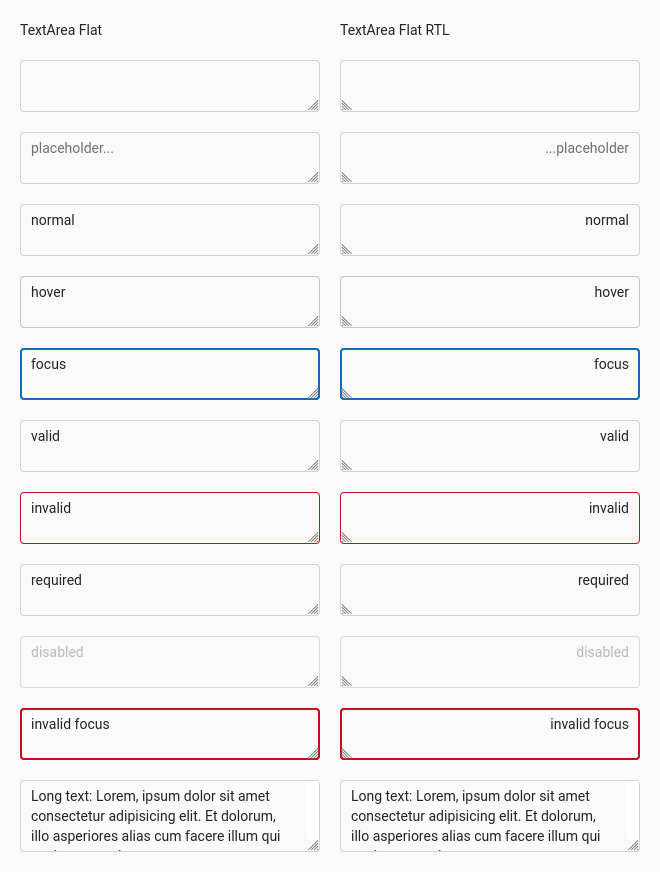 TextArea Flat
TextArea Flat RTL
placeholder...
...placeholder
normal
normal
hover
hover
focus
focus
valid
valid
invalid
invalid
required
required
disabled
disabled
invalid focus
invalid focus
Long text: Lorem, ipsum dolor sit amet
consectetur adipisicing elit. Et dolorum,
illo asperiores alias cum facere illum qui
Long text: Lorem, ipsum dolor sit amet
consectetur adipisicing elit. Et dolorum,
illo asperiores alias cum facere illum qui